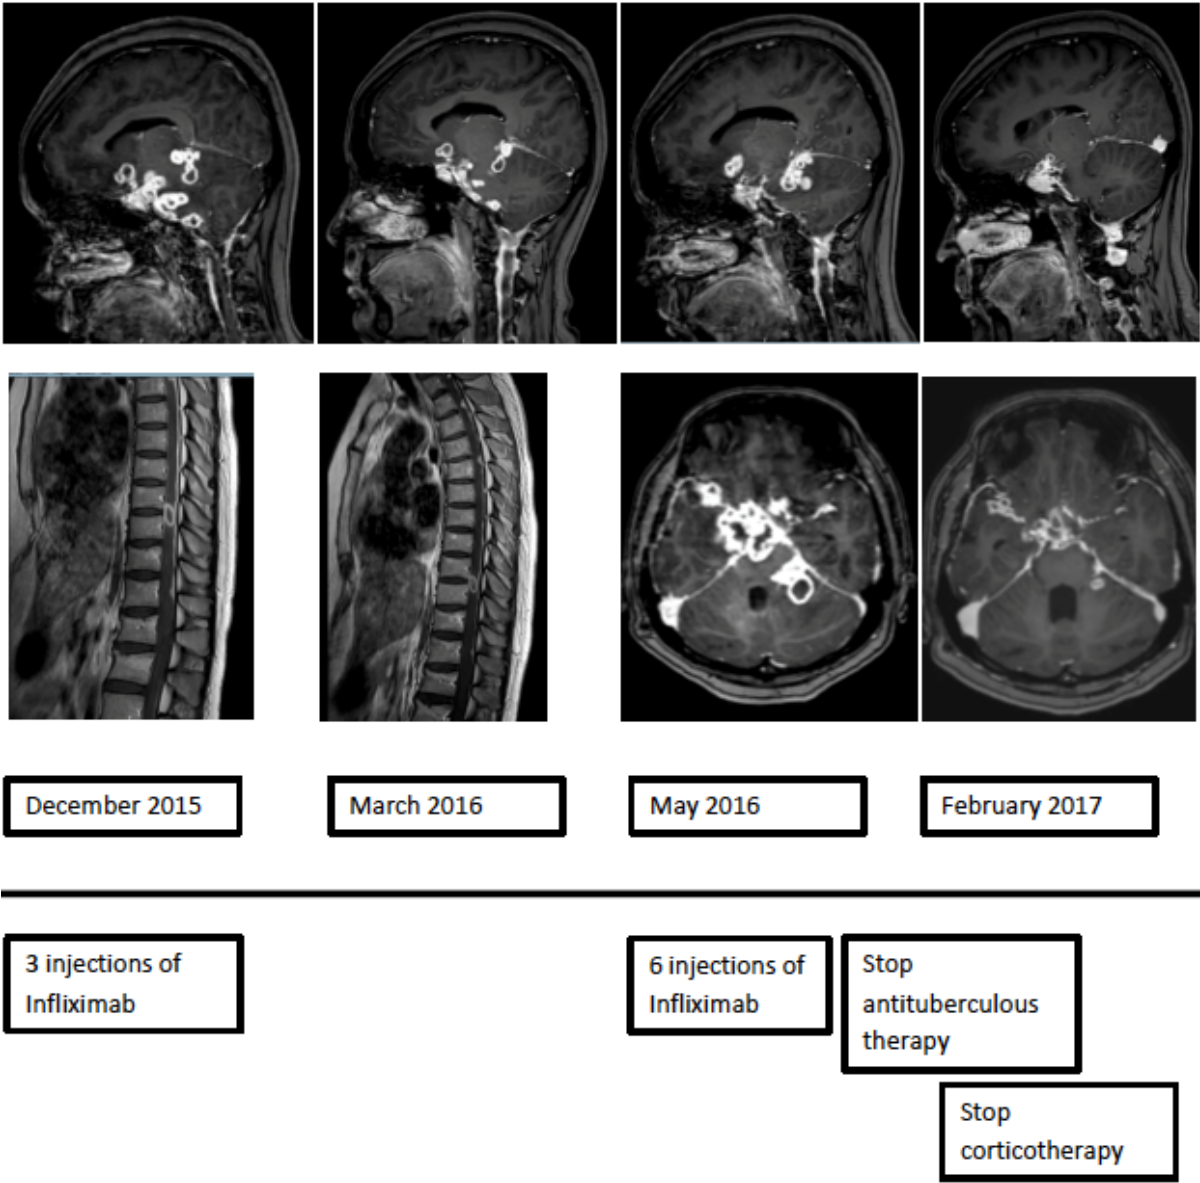 December 2015
March 2016
May 2016
February 2017
3 injections of
Infliximab
6 injections of
Infliximab
Stop
antituberculous
therapy
Stop
corticotherapy